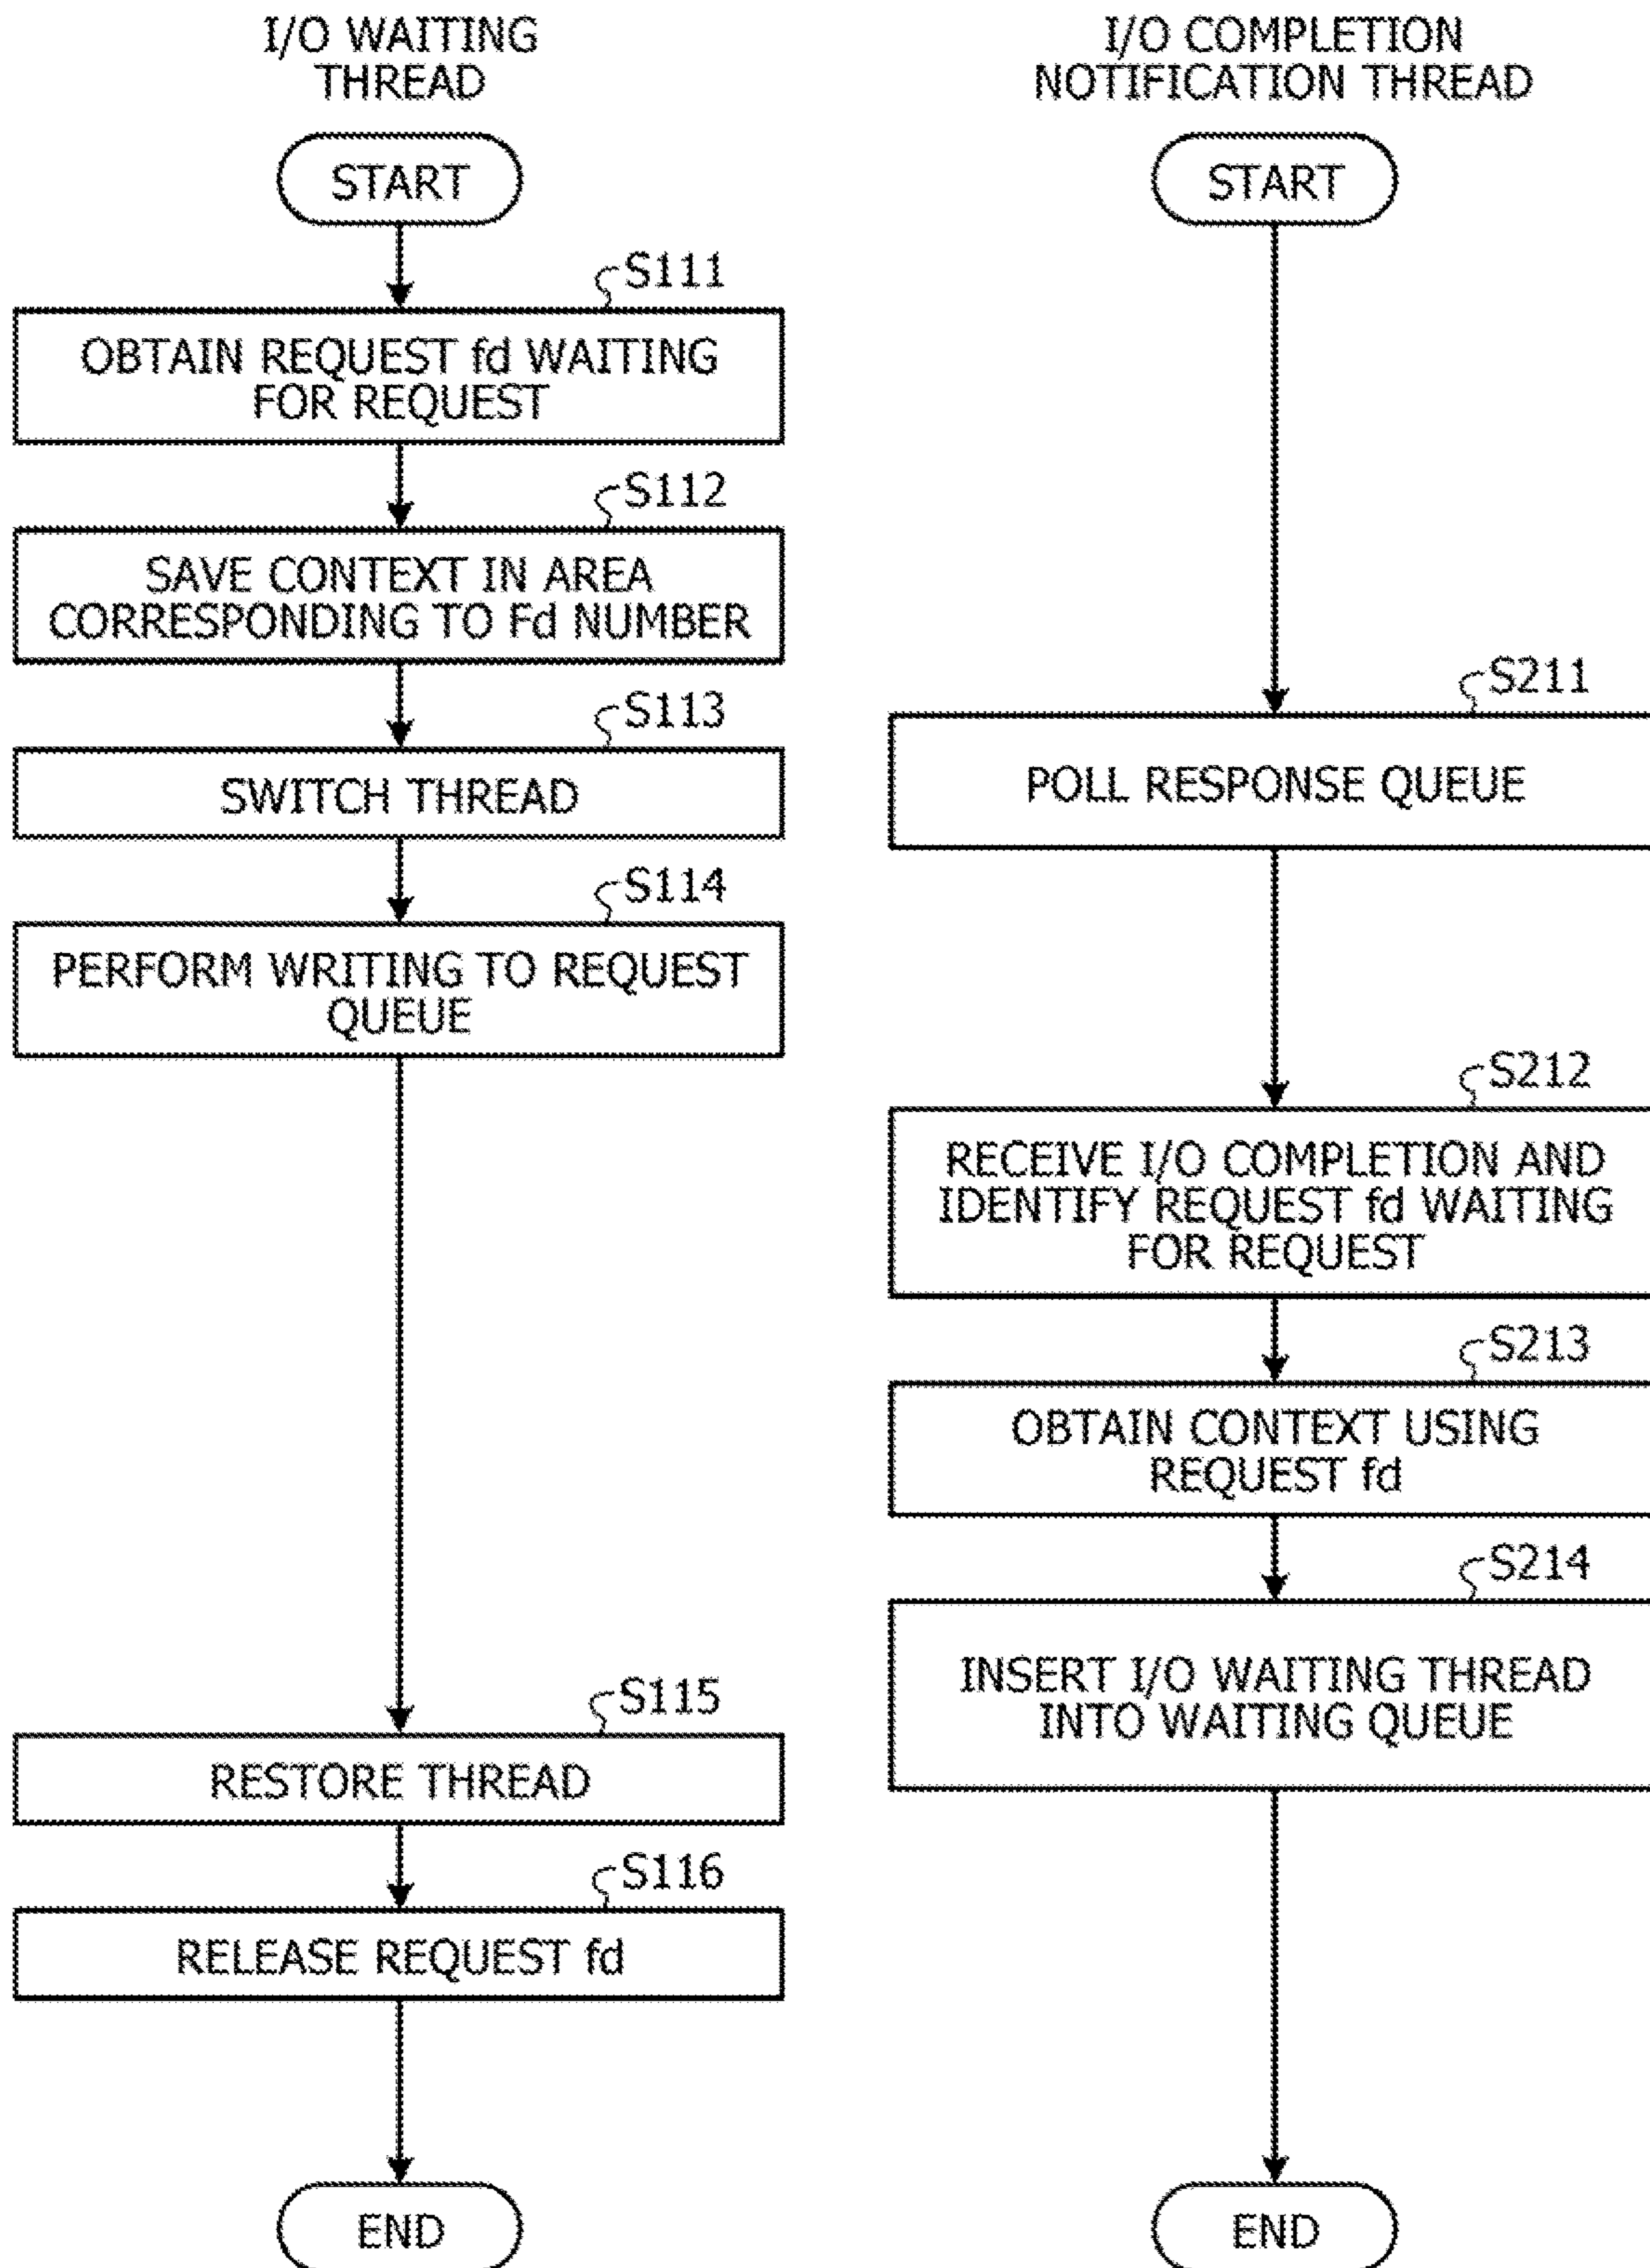 I/O WAITING
THREAD
START
S111
OBTAIN REQUEST fd WAITING
FOR REQUEST
S112
SAVE CONTEXT IN AREA
CORRESPONDING TO Fd NUMBER
S113
SWITCH THREAD
S114
PERFORM WRITING TO REQUEST
QUEUE
S115
RESTORE THREAD
S116
RELEASE REQUEST fd
END
I/O COMPLETION
NOTIFICATION THREAD
START
S211
POLL RESPONSE QUEUE
S212
RECEIVE I/O COMPLETION AND
IDENTIFY REQUEST fd WAITING
FOR REQUEST
S213
OBTAIN CONTEXT USING
REQUEST fd
S214
INSERT I/O WAITING THREAD
INTO WAITING QUEUE
END